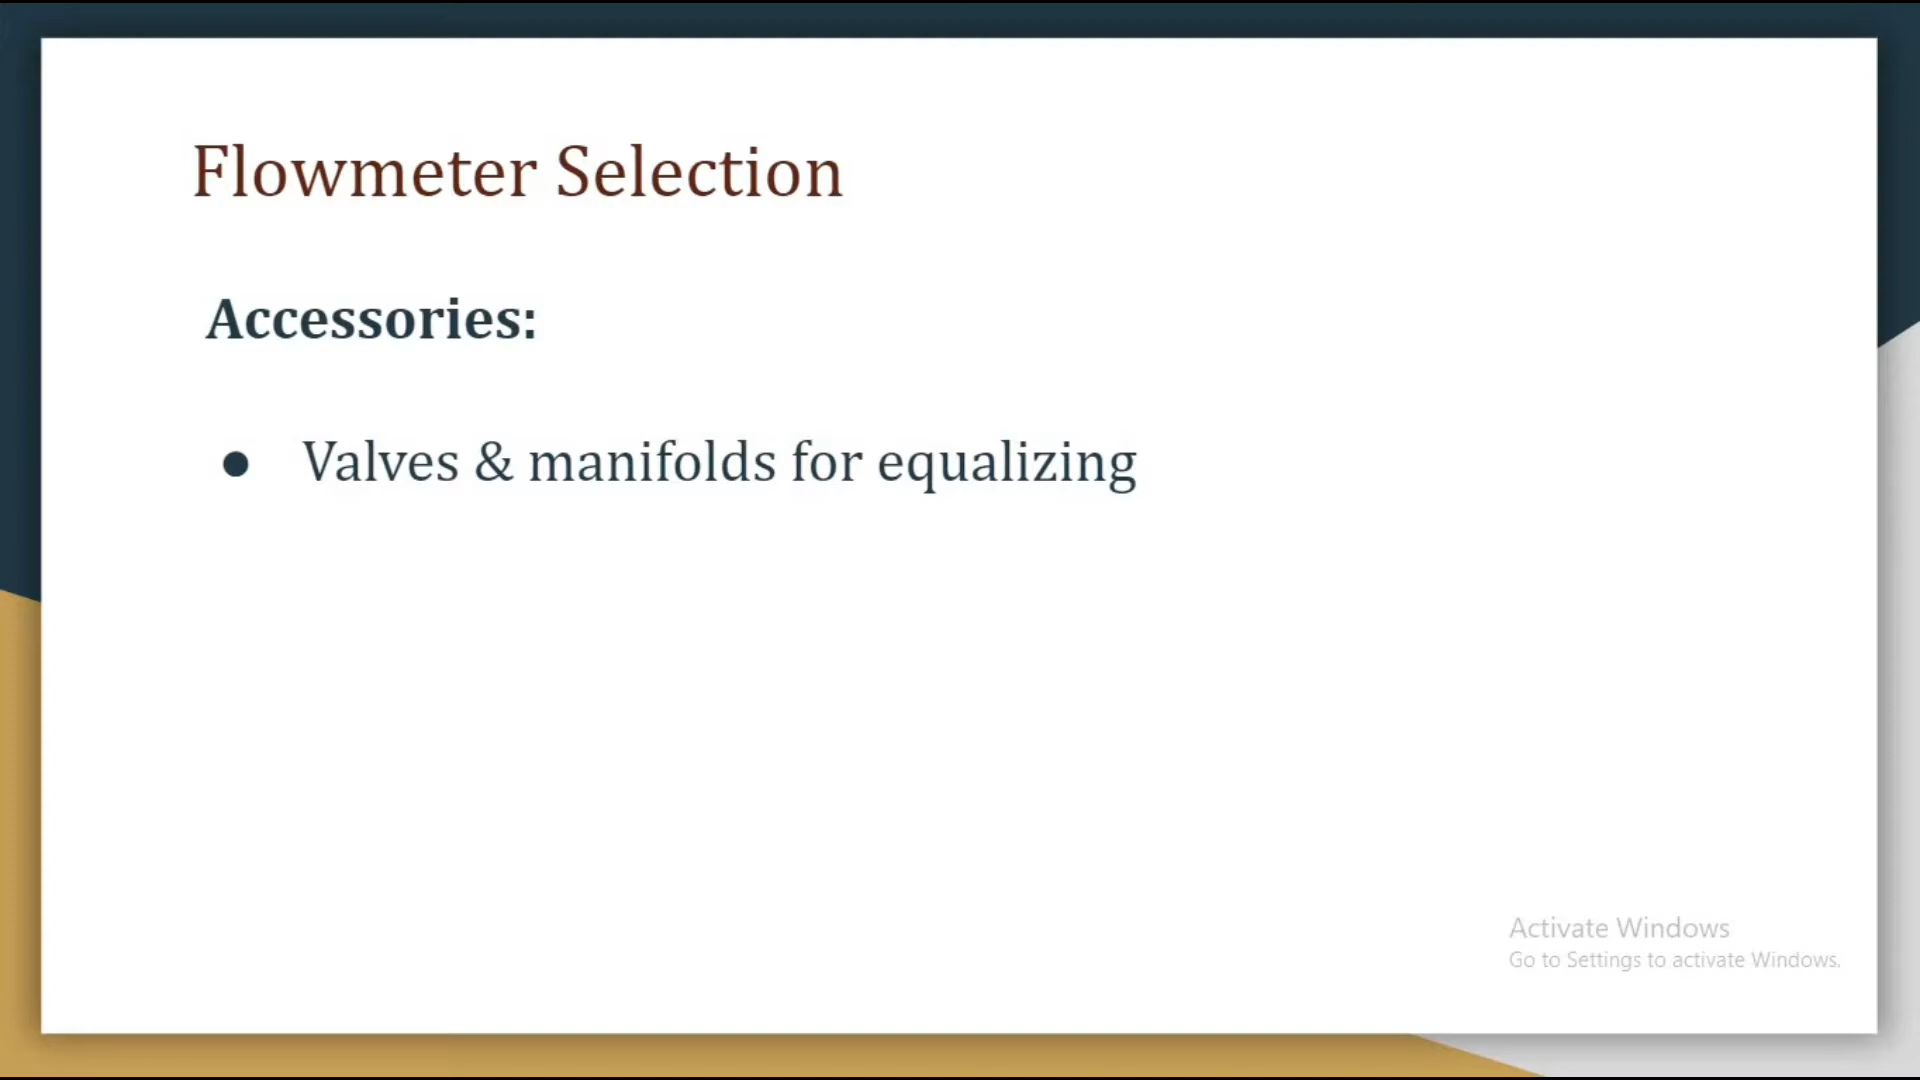 Flowmeter Selection
Accessories:
● Valves & manifolds for equalizing
Activate Windows
Go to Settings to activate Windows.